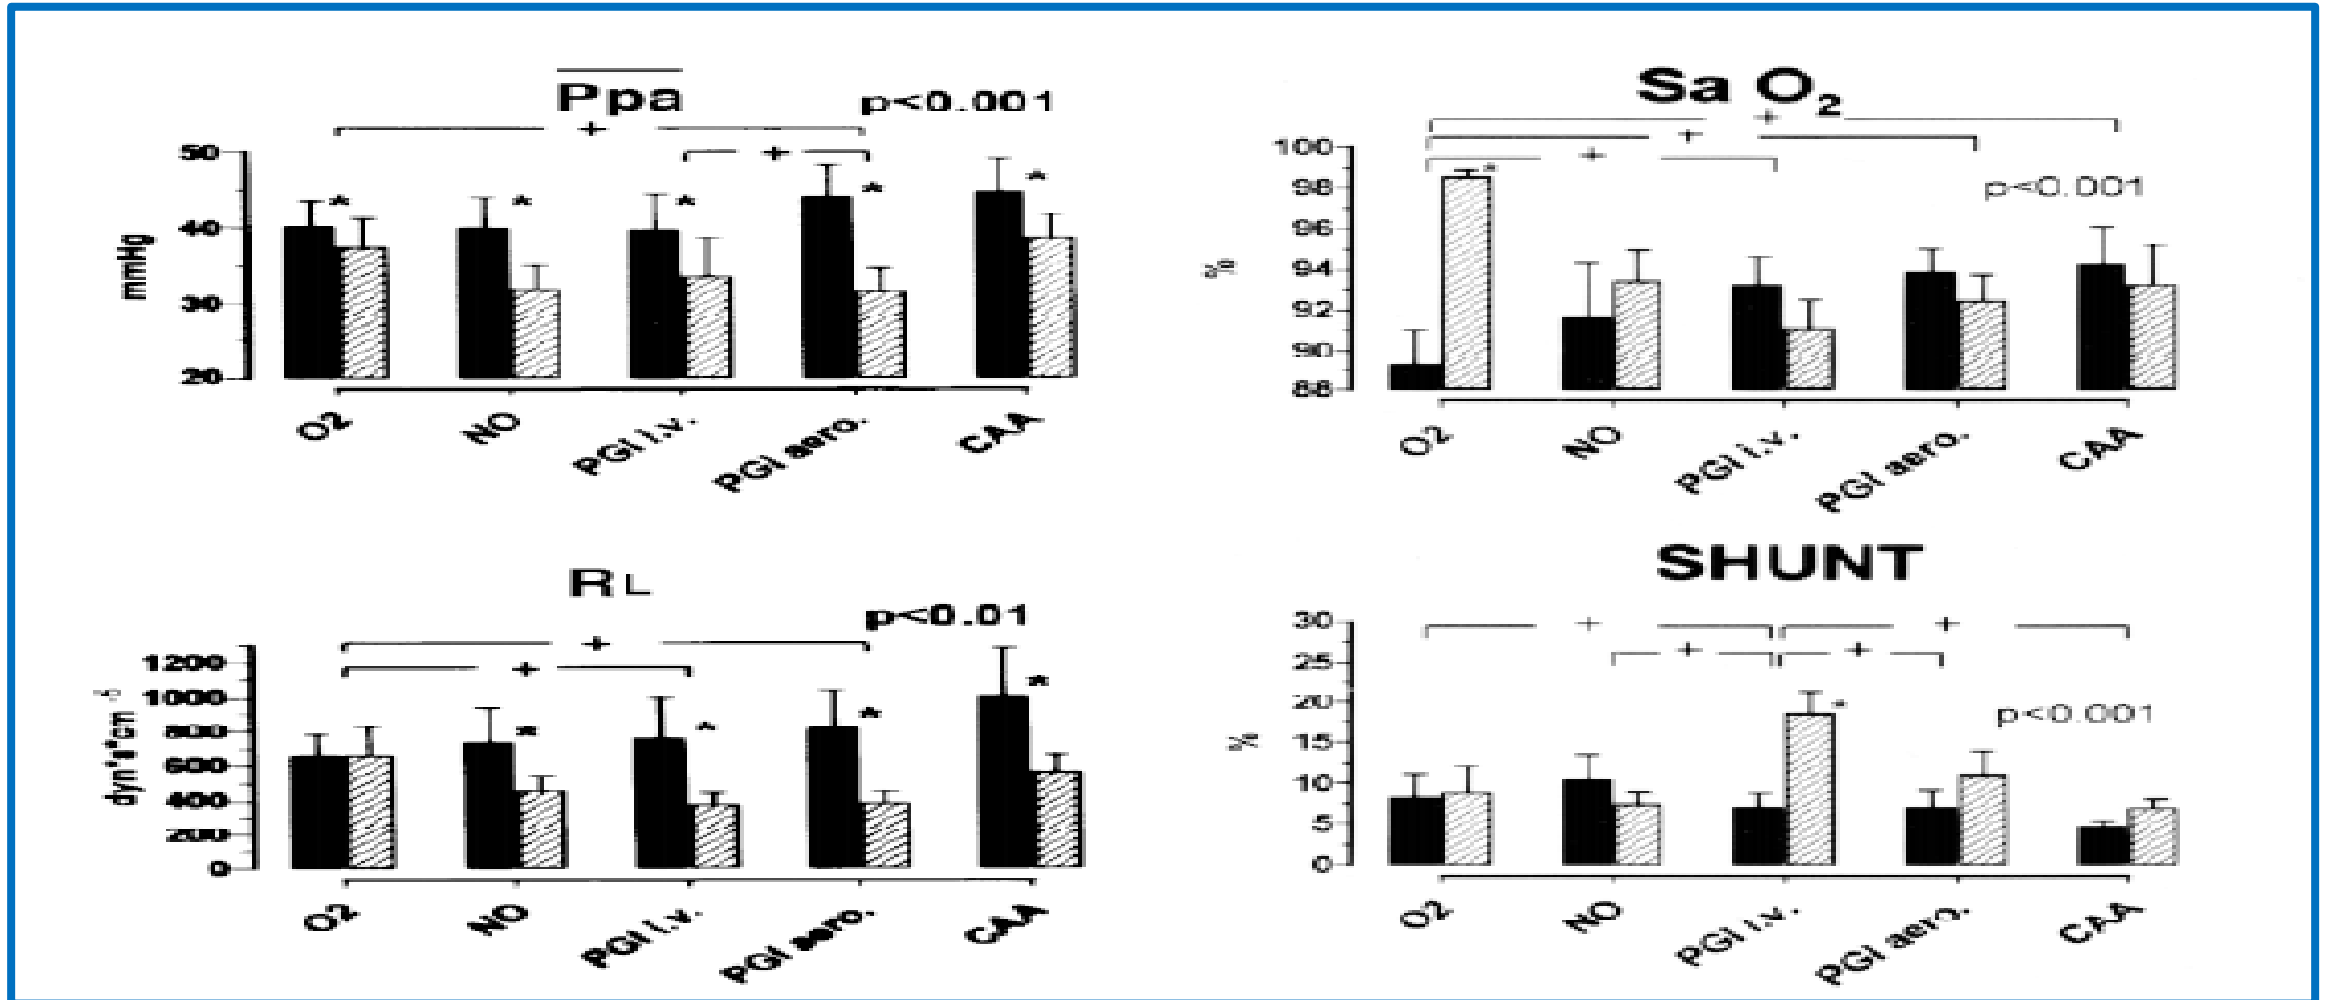 Ppa
p<0.001
+
+
50
40
30
20
mmHg
* * * * *
O2 NO PGI i.v. PGI aero. CAA
Sa O2
+
+
+
100
98
96
94
92
90
88
%
*
p<0.001
O2 NO PGI i.v. PGI aero. CAA
RL
p<0.01
+
+
1200
1000
800
600
400
200
0
dyn*s*cm-5
* * * *
O2 NO PGI i.v. PGI aero. CAA
SHUNT
+ +
+ +
30
25
20
15
10
5
0
%
*
p<0.001
O2 NO PGI i.v. PGI aero. CAA